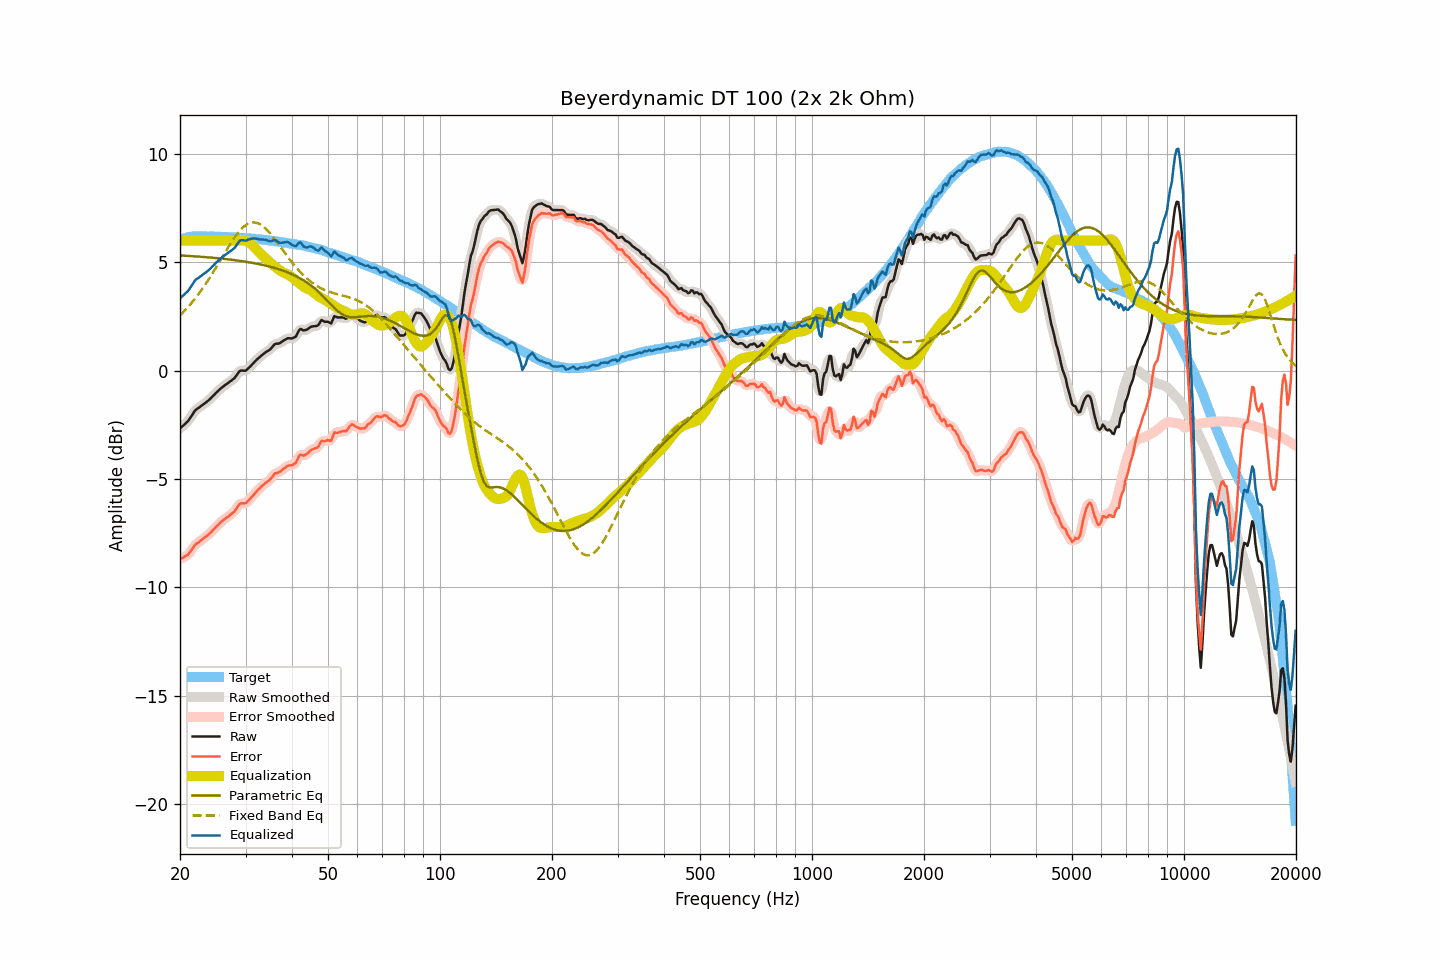 Beyerdynamic DT 100 (2x 2k Ohm)
Amplitude (dBr)
10
5
0
−5
−10
−15
−20
Target
Raw Smoothed
Error Smoothed
Raw
Error
Equalization
Parametric Eq
Fixed Band Eq
Equalized
20 50 100 200 500 1000 2000 5000 10000 20000
Frequency (Hz)